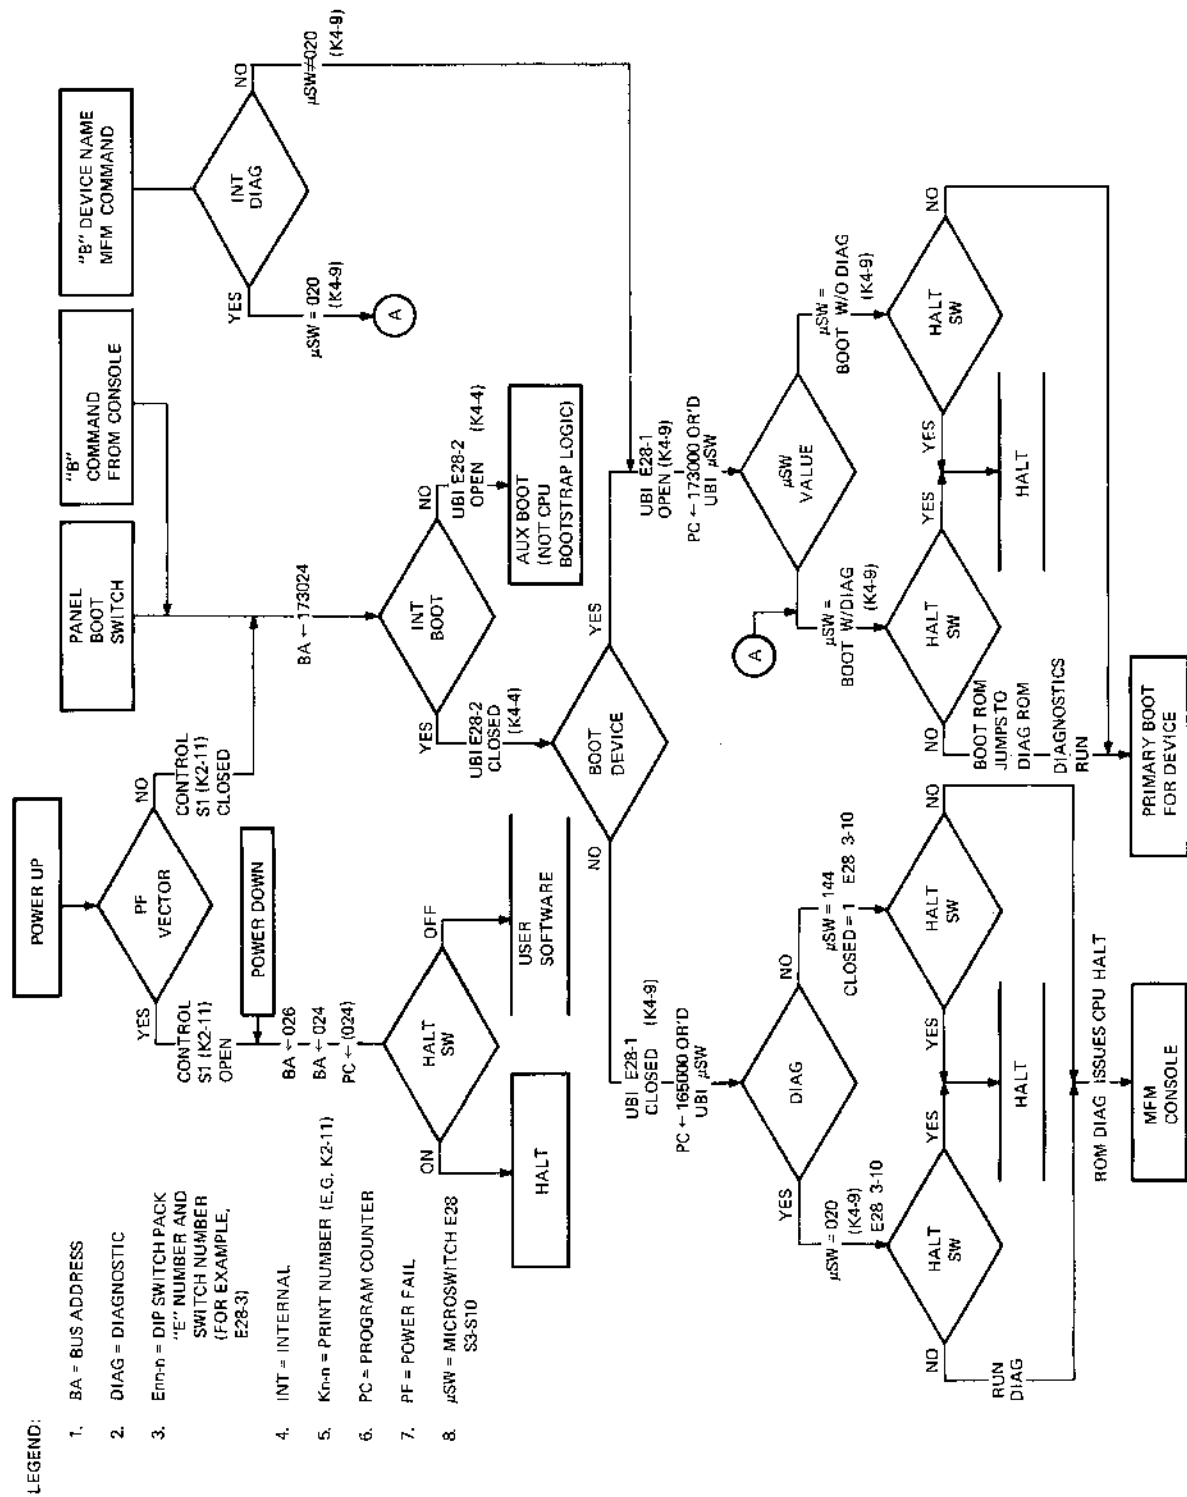 LEGEND:
1. BA = BUS ADDRESS
2. DIAG = DIAGNOSTIC
3. Enn-n = DIP SWITCH PACK
"E" NUMBER AND
SWITCH NUMBER
(FOR EXAMPLE,
E28-3)
4. INT = INTERNAL
5. Kn-n = PRINT NUMBER (E.G. K2-11)
6. PC = PROGRAM COUNTER
7. PF = POWER FAIL
8. μSW = MICROSWITCH E28
S3-S10
POWER UP
PF
VECTOR
YES
NO
CONTROL
S1 (K2-11)
OPEN
CONTROL
S1 (K2-11)
CLOSED
POWER DOWN
BA ← 026
BA ← 024
PC ← (024)
HALT
SW
ON
OFF
HALT
USER
SOFTWARE
PANEL
BOOT
SWITCH
"B"
COMMAND
FROM CONSOLE
"B" DEVICE NAME
MFM COMMAND
INT
DIAG
YES
NO
μSW = 020
(K4-9)
μSW≠020
(K4-9)
A
BA ← 173024
INT
BOOT
YES
NO
UBI E28-2
CLOSED
(K4-4)
UBI E28-2
OPEN
(K4-4)
AUX BOOT
(NOT CPU
BOOTSTRAP LOGIC)
BOOT
DEVICE
NO
YES
UBI E28-1
CLOSED
(K4-9)
PC ← 165000 OR'D
UBI μSW
UBI E28-1
OPEN (K4-9)
PC ← 173000 OR'D
UBI μSW
DIAG
YES
NO
μSW = 020
(K4-9)
E28 3-10
μSW = 144
CLOSED = 1 E28 3-10
HALT
SW
NO
YES
HALT
SW
YES
NO
HALT
RUN
DIAG
ROM DIAG ISSUES CPU HALT
MFM
CONSOLE
μSW
VALUE
A
μSW =
BOOT W/DIAG
(K4-9)
μSW =
BOOT W/O DIAG
(K4-9)
HALT
SW
NO
YES
HALT
SW
YES
NO
HALT
BOOT ROM
JUMPS TO
DIAG ROM
DIAGNOSTICS
RUN
PRIMARY BOOT
FOR DEVICE